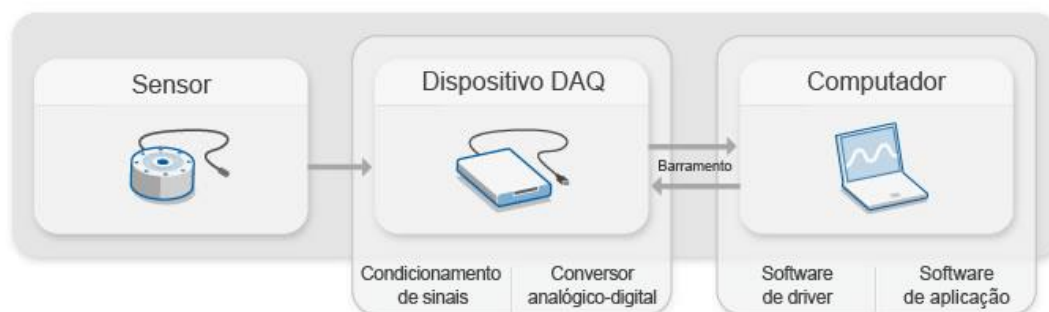 Sensor
Dispositivo DAQ
Computador
Barramento
Condicionamento
de sinais
Conversor
analógico-digital
Software
de driver
Software
de aplicação